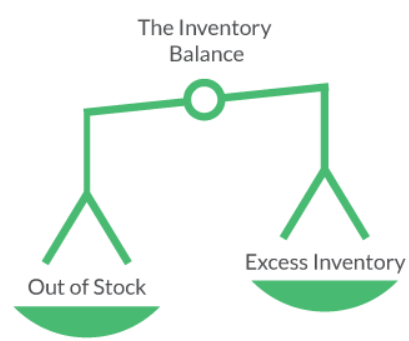 The Inventory
Balance
Excess Inventory
Out of Stock